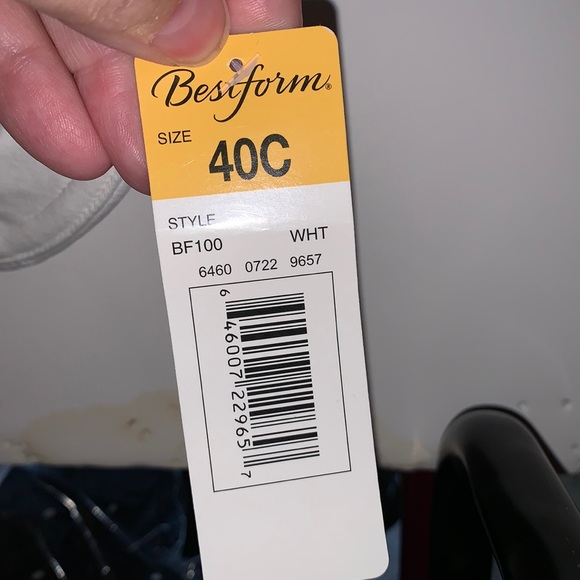 Bestform®
SIZE
40C
STYLE
BF100 WHT
6460 0722 9657
6 46007 22965 7